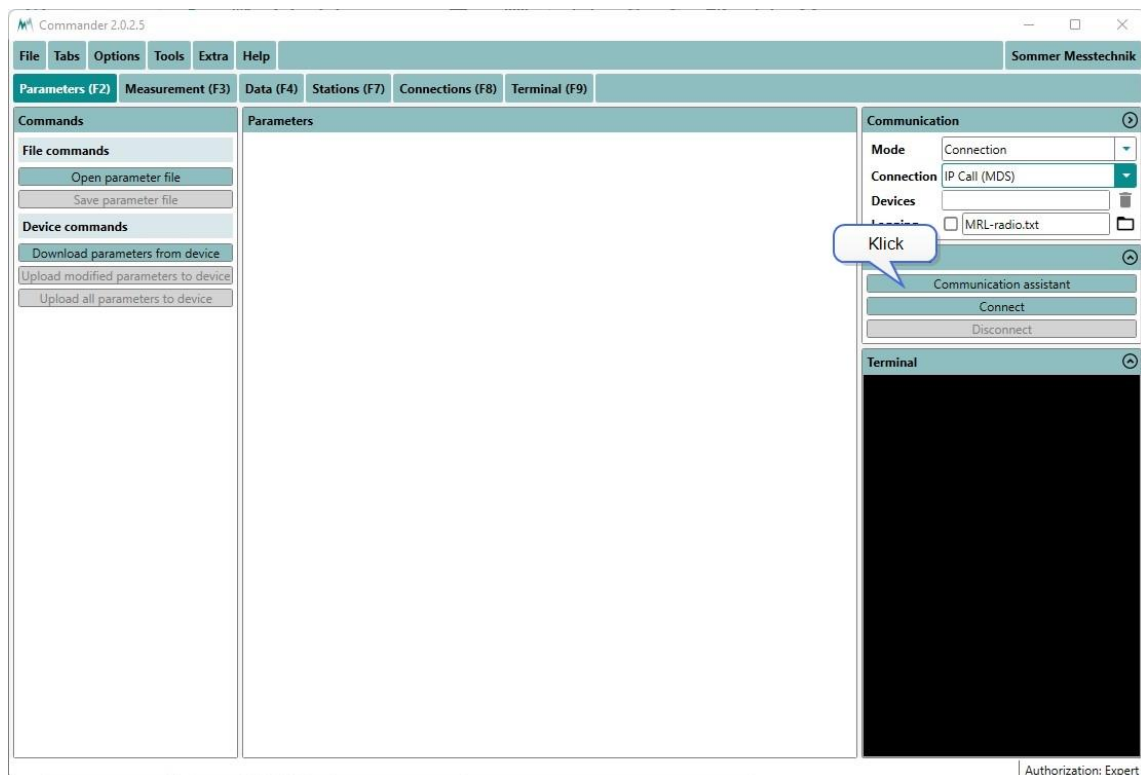 Commander 2.0.2.5
File Tabs Options Tools Extra Help Sommer Messtechnik
Parameters (F2) Measurement (F3) Data (F4) Stations (F7) Connections (F8) Terminal (F9)
Commands
File commands
Open parameter file
Save parameter file
Device commands
Download parameters from device
Upload modified parameters to device
Upload all parameters to device
Parameters
Communication
Mode Connection
Connection IP Call (MDS)
Devices
MRL-radio.txt
Klick
Communication assistant
Connect
Disconnect
Terminal
Authorization: Expert